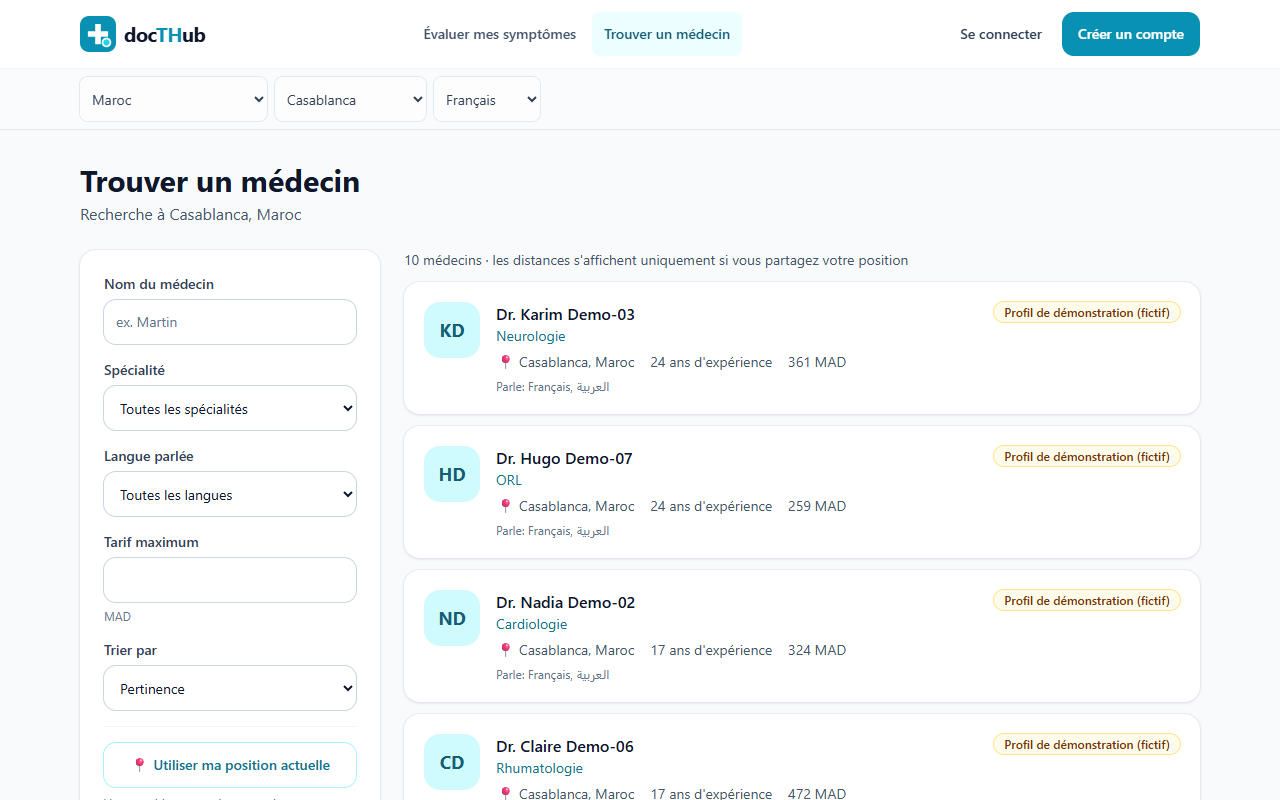 docTHub
Évaluer mes symptômes
Trouver un médecin
Se connecter
Créer un compte
Maroc
Casablanca
Français
Trouver un médecin
Recherche à Casablanca, Maroc
Nom du médecin
ex. Martin
Spécialité
Toutes les spécialités
Langue parlée
Toutes les langues
Tarif maximum
MAD
Trier par
Pertinence
Utiliser ma position actuelle
10 médecins · les distances s'affichent uniquement si vous partagez votre position
KD
Dr. Karim Demo-03
Profil de démonstration (fictif)
Neurologie
Casablanca, Maroc 24 ans d'expérience 361 MAD
Parle: Français, العربية
HD
Dr. Hugo Demo-07
Profil de démonstration (fictif)
ORL
Casablanca, Maroc 24 ans d'expérience 259 MAD
Parle: Français, العربية
ND
Dr. Nadia Demo-02
Profil de démonstration (fictif)
Cardiologie
Casablanca, Maroc 17 ans d'expérience 324 MAD
Parle: Français, العربية
CD
Dr. Claire Demo-06
Profil de démonstration (fictif)
Rhumatologie
Casablanca, Maroc 17 ans d'expérience 472 MAD